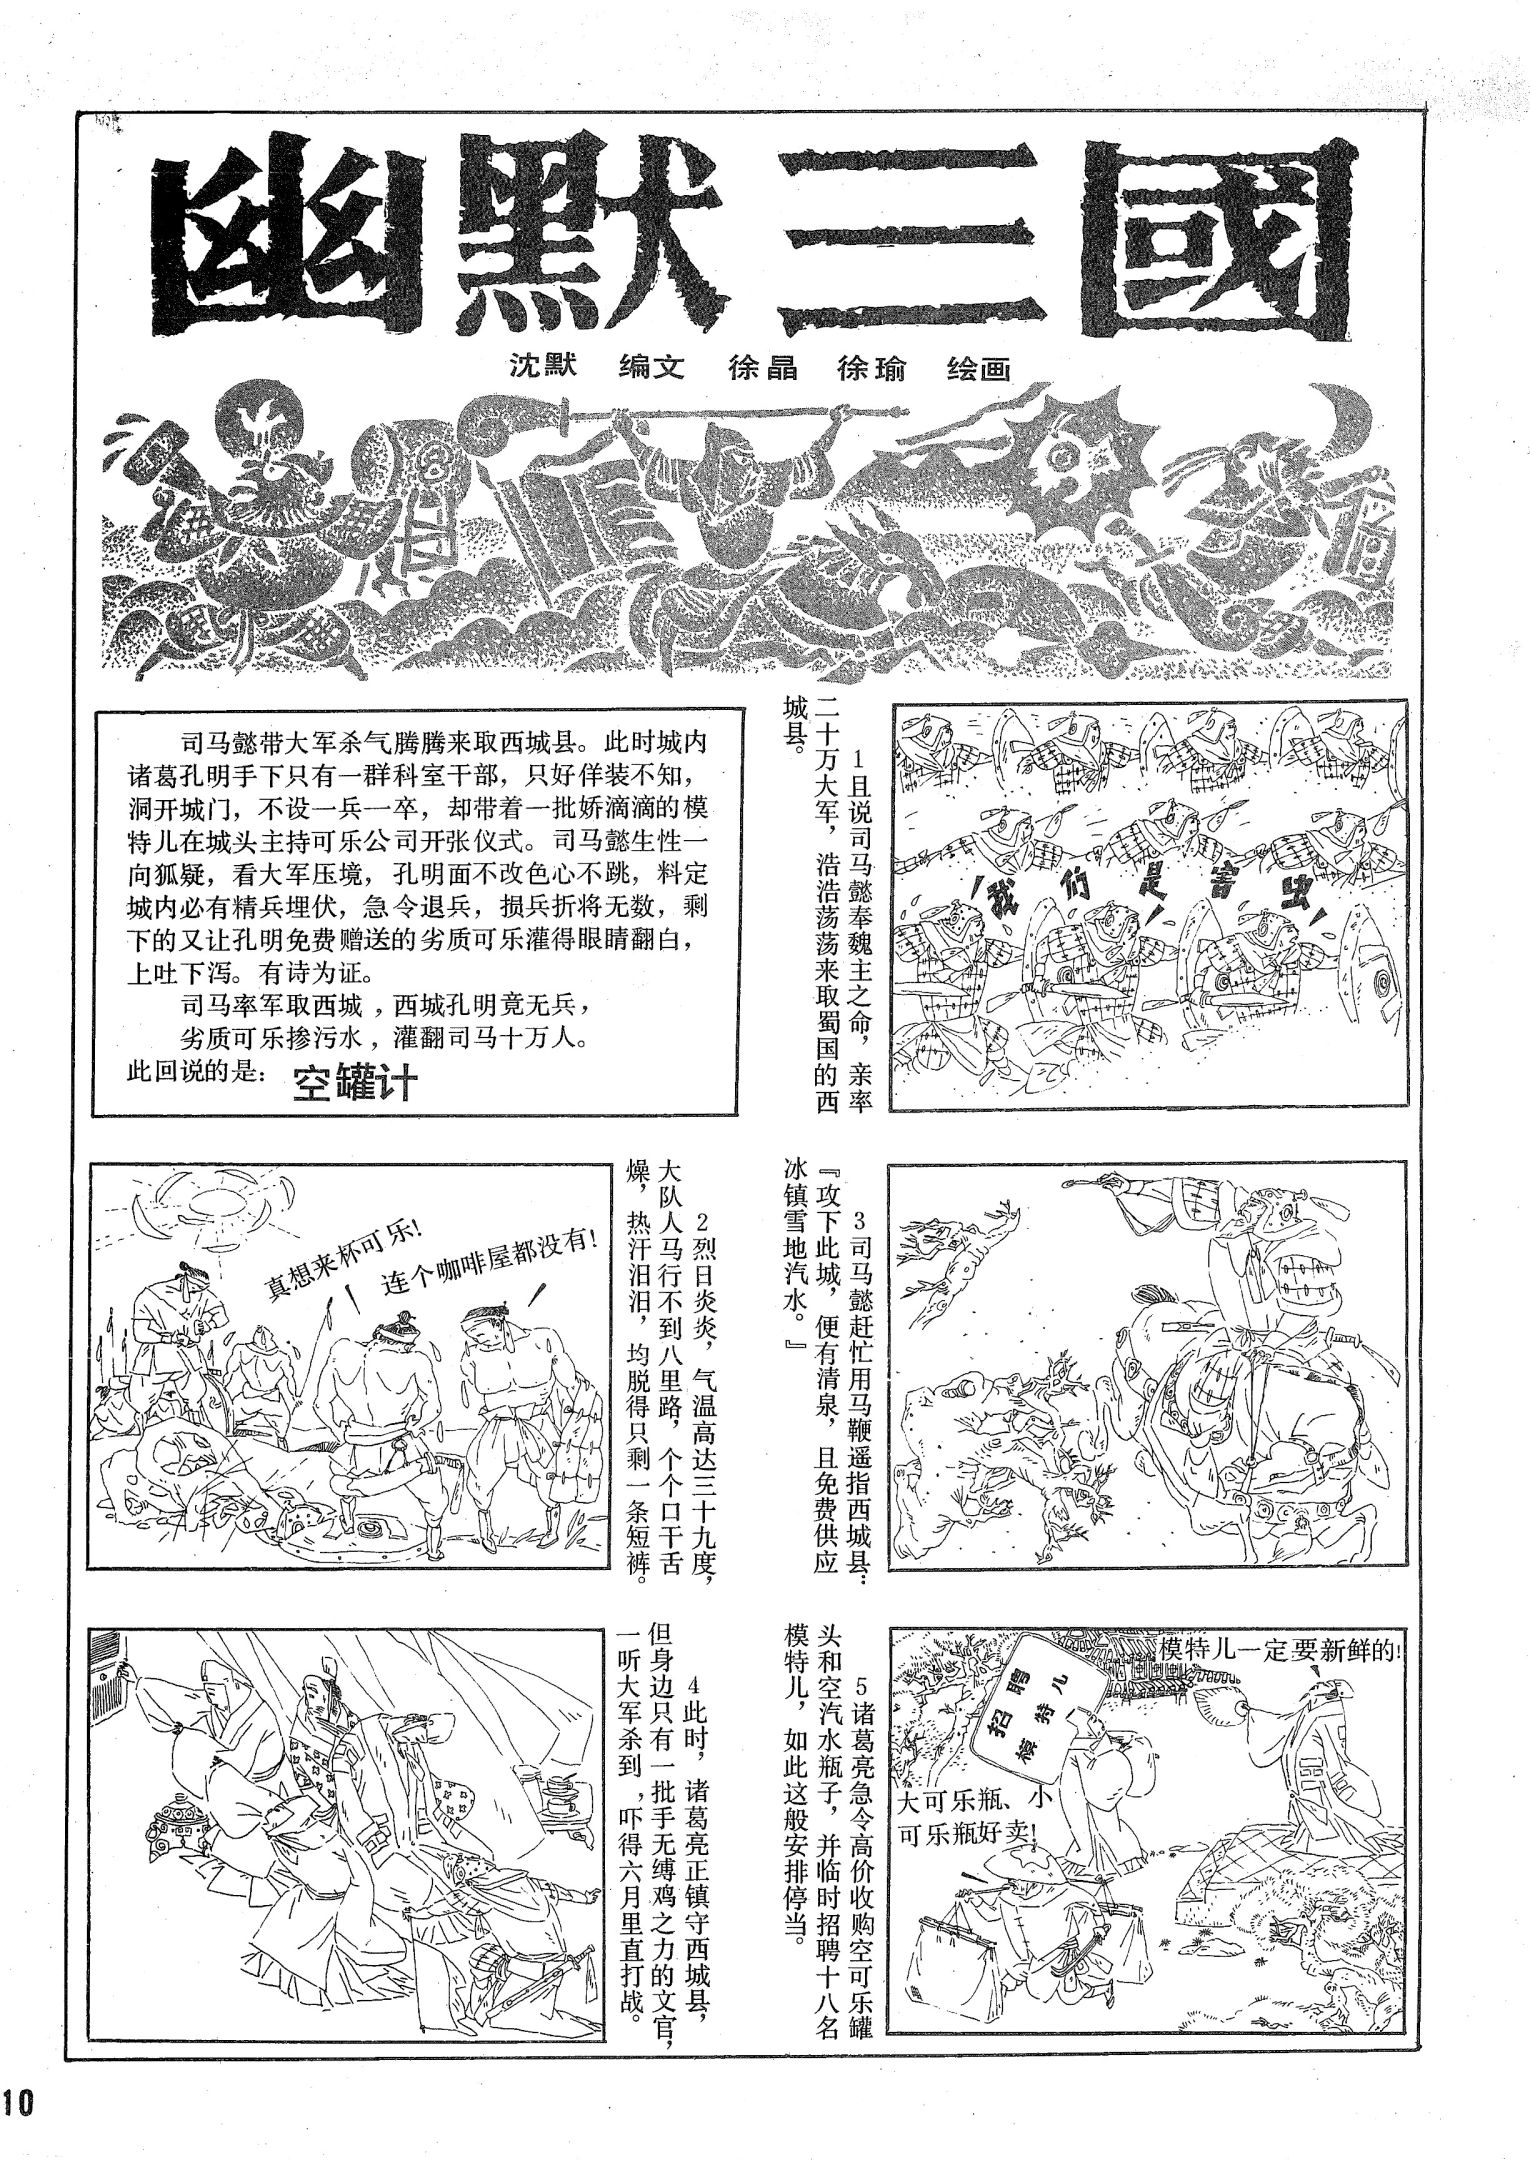 幽默三國
沈默 编文 徐晶 徐瑜 绘画
司马懿带大军杀气腾腾来取西城县。此时城内
诸葛孔明手下只有一群科室干部，只好佯装不知，
洞开城门，不设一兵一卒，却带着一批娇滴滴的模
特儿在城头主持可乐公司开张仪式。司马懿生性一
向狐疑，看大军压境，孔明面不改色心不跳，料定
城内必有精兵埋伏，急令退兵，损兵折将无数，剩
下的又让孔明免费赠送的劣质可乐灌得眼睛翻白，
上吐下泻。有诗为证。
司马率军取西城，西城孔明竟无兵，
劣质可乐掺污水，灌翻司马十万人。
此回说的是：空罐计
1且说司马懿奉魏主之命，亲率
二十万大军，浩浩荡荡来取蜀国的西
城县。
我们是害虫
2烈日炎炎，气温高达三十九度，
大队人马行不到八里路，个个口干舌
燥，热汗汩汩，均脱得只剩一条短裤。
真想来杯可乐！
连个咖啡屋都没有！
3司马懿赶忙用马鞭遥指西城县：
『攻下此城，便有清泉，且免费供应
冰镇雪地汽水。』
4此时，诸葛亮正镇守西城县，
但身边只有一批手无缚鸡之力的文官，
一听大军杀到，吓得六月里直打战。
5诸葛亮急令高价收购空可乐罐
头和空汽水瓶子，并临时招聘十八名
模特儿，如此这般安排停当。
模特儿一定要新鲜的！
招聘
模特儿
大可乐瓶、小
可乐瓶好卖！
10